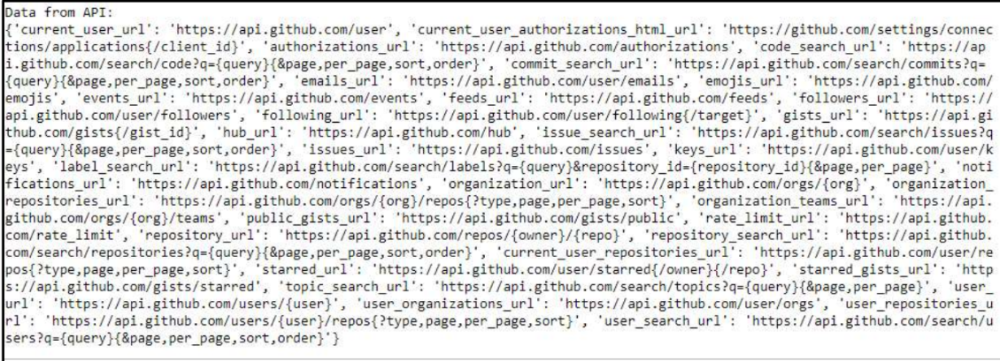 Data from API:
{'current_user_url': 'https://api.github.com/user', 'current_user_authorizations_html_url': 'https://github.com/settings/connec
tions/applications{/client_id}', 'authorizations_url': 'https://api.github.com/authorizations', 'code_search_url': 'https://ap
i.github.com/search/code?q={query}{&page,per_page,sort,order}', 'commit_search_url': 'https://api.github.com/search/commits?q=
{query}{&page,per_page,sort,order}', 'emails_url': 'https://api.github.com/user/emails', 'emojis_url': 'https://api.github.com/
emojis', 'events_url': 'https://api.github.com/events', 'feeds_url': 'https://api.github.com/feeds', 'followers_url': 'https://
api.github.com/user/followers', 'following_url': 'https://api.github.com/user/following{/target}', 'gists_url': 'https://api.gi
thub.com/gists{/gist_id}', 'hub_url': 'https://api.github.com/hub', 'issue_search_url': 'https://api.github.com/search/issues?q
={query}{&page,per_page,sort,order}', 'issues_url': 'https://api.github.com/issues', 'keys_url': 'https://api.github.com/user/k
eys', 'label_search_url': 'https://api.github.com/search/labels?q={query}&repository_id={repository_id}{&page,per_page}', 'noti
fications_url': 'https://api.github.com/notifications', 'organization_url': 'https://api.github.com/orgs/{org}', 'organization_
repositories_url': 'https://api.github.com/orgs/{org}/repos{?type,page,per_page,sort}', 'organization_teams_url': 'https://api.
github.com/orgs/{org}/teams', 'public_gists_url': 'https://api.github.com/gists/public', 'rate_limit_url': 'https://api.github.
com/rate_limit', 'repository_url': 'https://api.github.com/repos/{owner}/{repo}', 'repository_search_url': 'https://api.github.
com/search/repositories?q={query}{&page,per_page,sort,order}', 'current_user_repositories_url': 'https://api.github.com/user/re
pos{?type,page,per_page,sort}', 'starred_url': 'https://api.github.com/user/starred{/owner}{/repo}', 'starred_gists_url': 'http
s://api.github.com/gists/starred', 'topic_search_url': 'https://api.github.com/search/topics?q={query}{&page,per_page}', 'user_
url': 'https://api.github.com/users/{user}', 'user_organizations_url': 'https://api.github.com/user/orgs', 'user_repositories_u
rl': 'https://api.github.com/users/{user}/repos{?type,page,per_page,sort}', 'user_search_url': 'https://api.github.com/search/u
sers?q={query}{&page,per_page,sort,order}'}